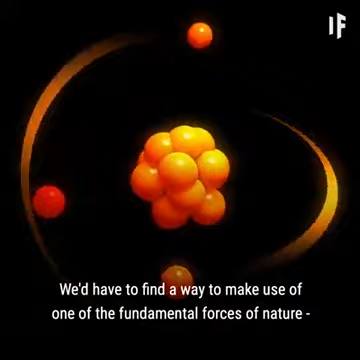 IF
We'd have to find a way to make use of
one of the fundamental forces of nature -